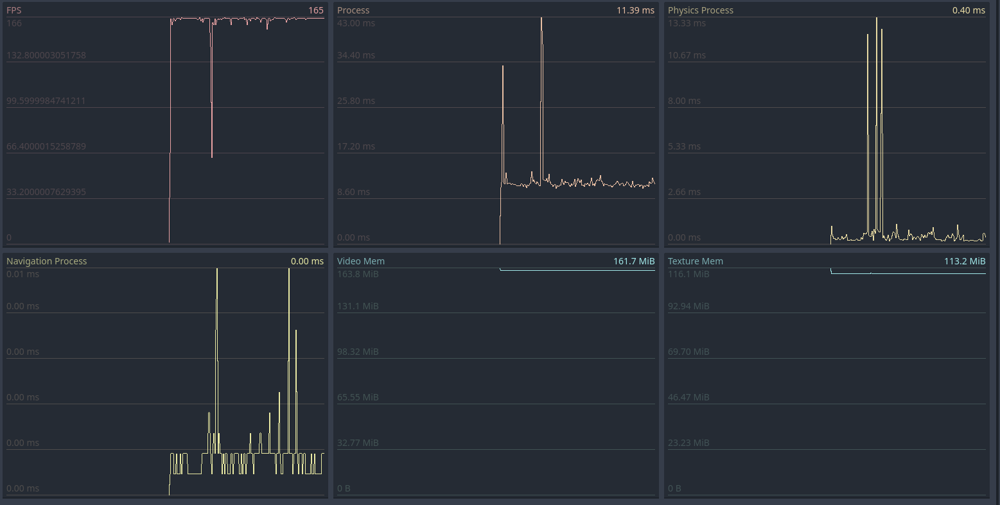 FPS 165
166
132.800003051758
99.5999984741211
66.4000015258789
33.2000007629395
0
Process 11.39 ms
43.00 ms
34.40 ms
25.80 ms
17.20 ms
8.60 ms
0.00 ms
Physics Process 0.40 ms
13.33 ms
10.67 ms
8.00 ms
5.33 ms
2.66 ms
0.00 ms
Navigation Process 0.00 ms
0.01 ms
0.00 ms
0.00 ms
0.00 ms
0.00 ms
0.00 ms
Video Mem 161.7 MiB
163.8 MiB
131.1 MiB
98.32 MiB
65.55 MiB
32.77 MiB
0 B
Texture Mem 113.2 MiB
116.1 MiB
92.94 MiB
69.70 MiB
46.47 MiB
23.23 MiB
0 B